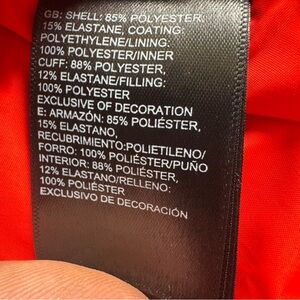 GB: SHELL: 85% POLYESTER,
15% ELASTANE, COATING:
POLYETHYLENE/LINING:
100% POLYESTER/INNER
CUFF: 88% POLYESTER,
12% ELASTANE/FILLING:
100% POLYESTER
EXCLUSIVE OF DECORATION
E: ARMAZÓN: 85% POLIÉSTER,
15% ELASTANO,
RECUBRIMIENTO:POLIETILENO/
FORRO: 100% POLIÉSTER/PUÑO
INTERIOR: 88% POLIÉSTER,
12% ELASTANO/RELLENO:
100% POLIÉSTER
EXCLUSIVO DE DECORACIÓN